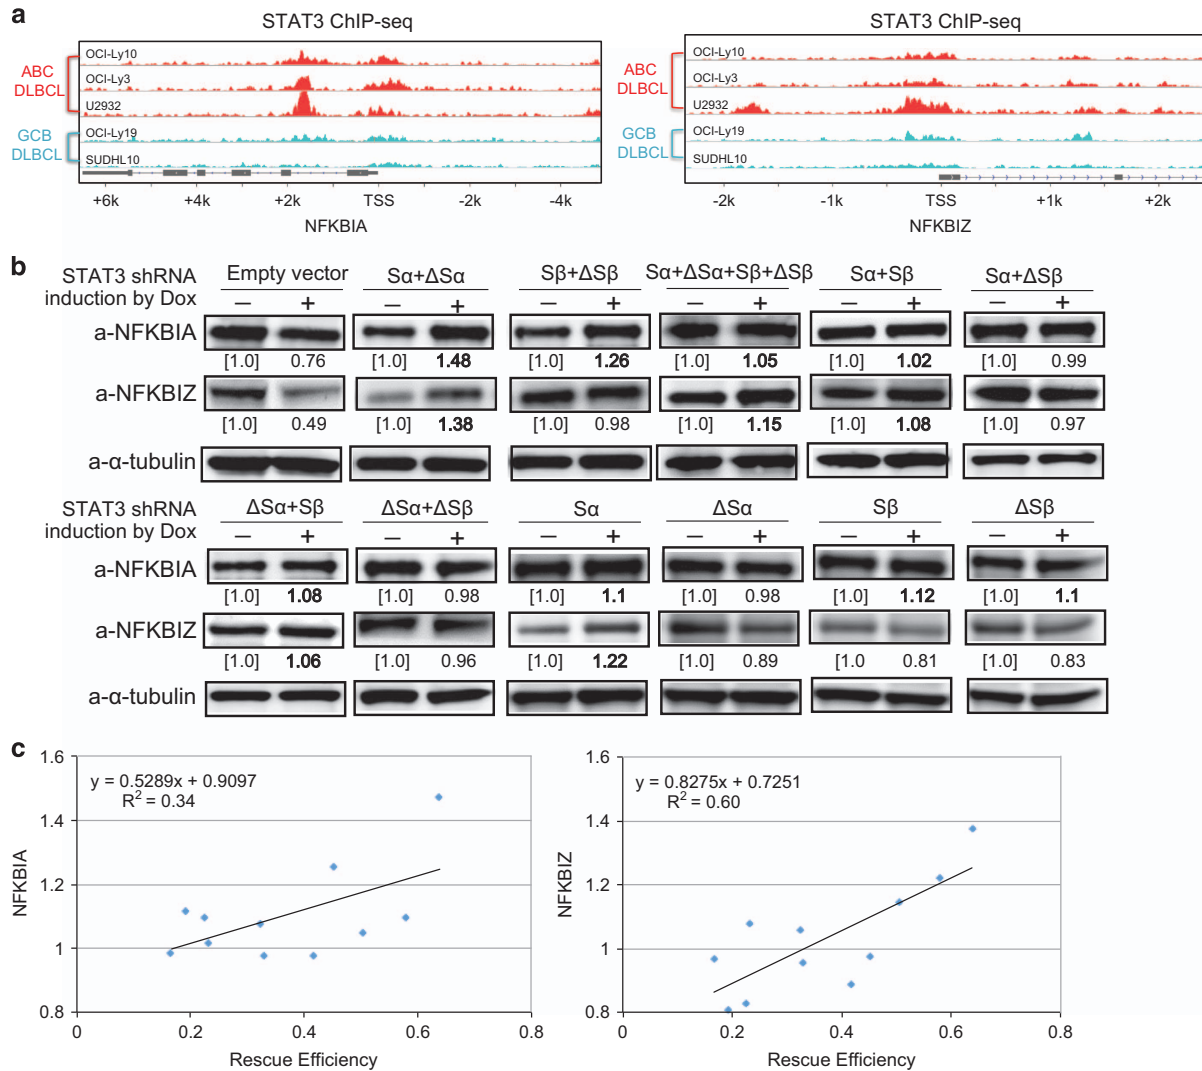 a
STAT3 ChIP-seq
STAT3 ChIP-seq
ABC
DLBCL
GCB
DLBCL
OCI-Ly10
OCI-Ly3
U2932
OCI-Ly19
SUDHL10
+6k +4k +2k TSS -2k -4k
NFKBIA
ABC
DLBCL
GCB
DLBCL
OCI-Ly10
OCI-Ly3
U2932
OCI-Ly19
SUDHL10
-2k -1k TSS +1k +2k
NFKBIZ
b
STAT3 shRNA
induction by Dox
Empty vector Sα+ΔSα Sβ+ΔSβ Sα+ΔSα+Sβ+ΔSβ Sα+Sβ Sα+ΔSβ
− + − + − + − + − + − +
a-NFKBIA
[1.0] 0.76 [1.0] 1.48 [1.0] 1.26 [1.0] 1.05 [1.0] 1.02 [1.0] 0.99
a-NFKBIZ
[1.0] 0.49 [1.0] 1.38 [1.0] 0.98 [1.0] 1.15 [1.0] 1.08 [1.0] 0.97
a-α-tubulin
STAT3 shRNA
induction by Dox
ΔSα+Sβ ΔSα+ΔSβ Sα ΔSα Sβ ΔSβ
− + − + − + − + − + − +
a-NFKBIA
[1.0] 1.08 [1.0] 0.98 [1.0] 1.1 [1.0] 0.98 [1.0] 1.12 [1.0] 1.1
a-NFKBIZ
[1.0] 1.06 [1.0] 0.96 [1.0] 1.22 [1.0] 0.89 [1.0 0.81 [1.0] 0.83
a-α-tubulin
c
y = 0.5289x + 0.9097
R² = 0.34
NFKBIA
1.6
1.4
1.2
1
0.8
0 0.2 0.4 0.6 0.8
Rescue Efficiency
y = 0.8275x + 0.7251
R² = 0.60
NFKBIZ
1.6
1.4
1.2
1
0.8
0 0.2 0.4 0.6 0.8
Rescue Efficiency